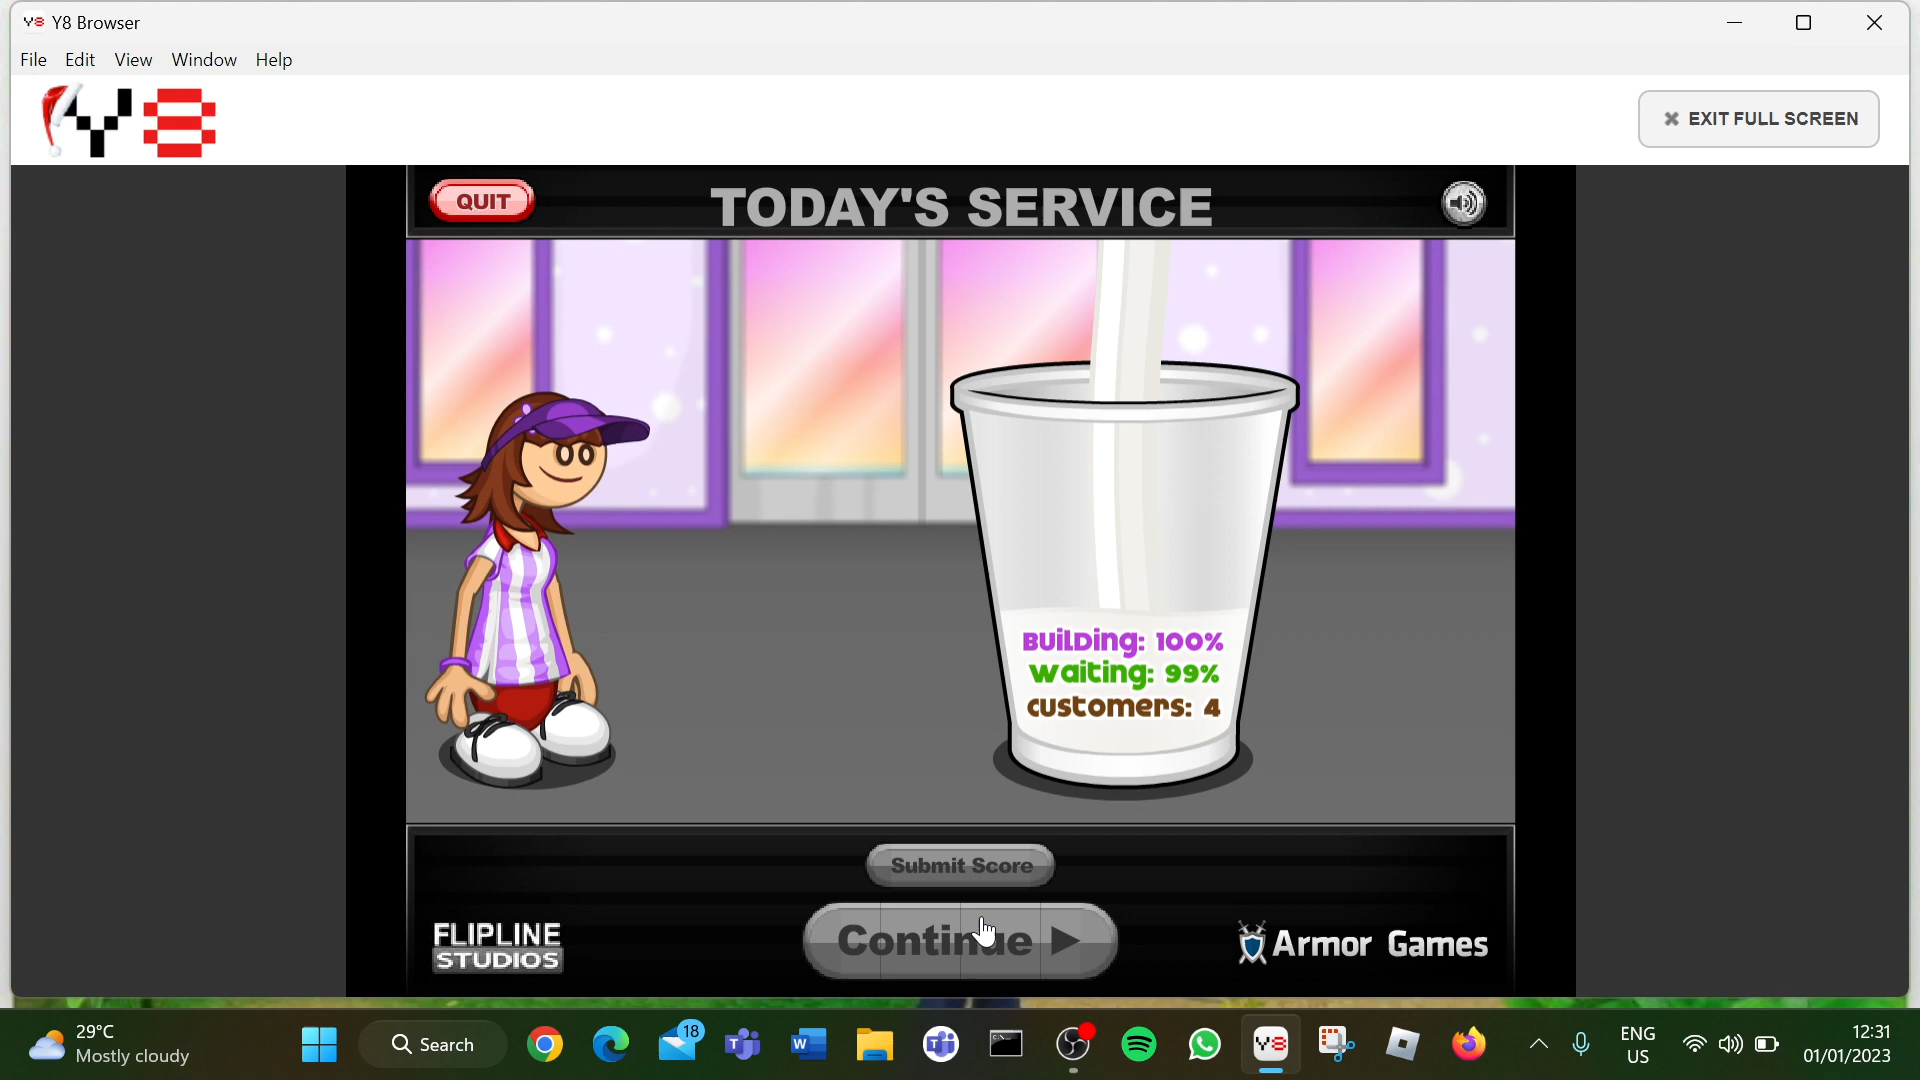 Y8 Browser
File Edit View Window Help
Y8
✖ EXIT FULL SCREEN
QUIT
TODAY'S SERVICE
Building: 100%
waiting: 99%
customers: 4
Submit Score
Continue
FLIPLINE
STUDIOS
Armor Games
29°C
Mostly cloudy
Search
18
ENG
US
12:31
01/01/2023